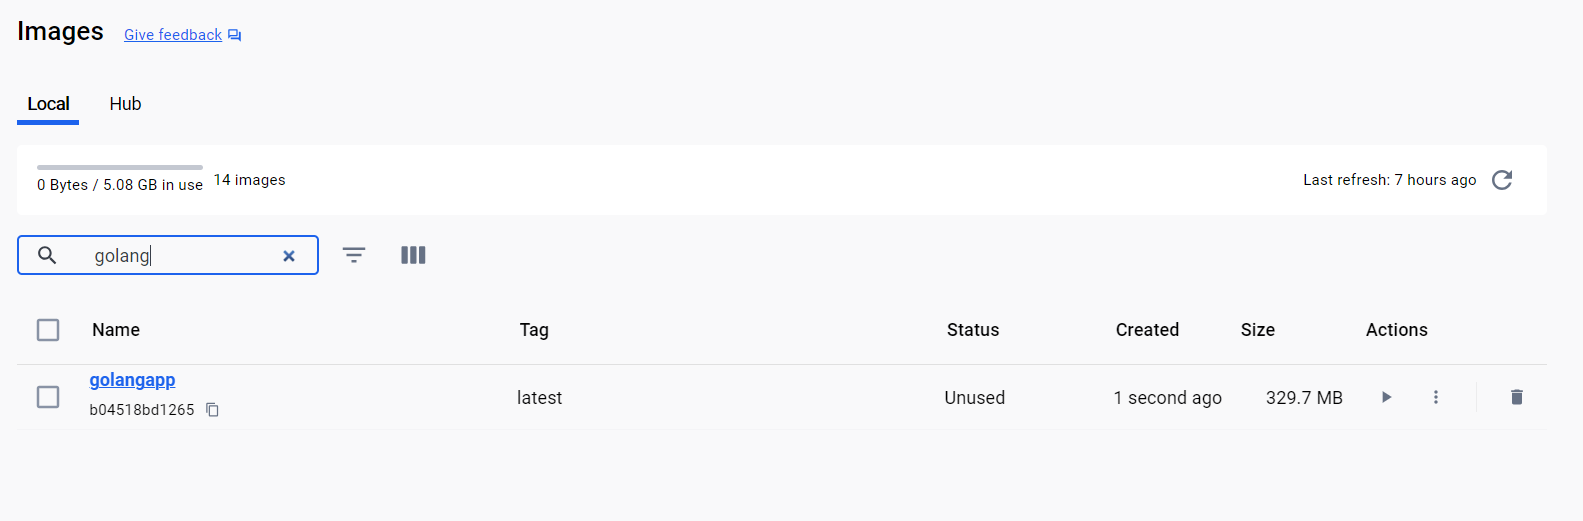 Images Give feedback
Local Hub
0 Bytes / 5.08 GB in use 14 images Last refresh: 7 hours ago
golang
Name Tag Status Created Size Actions
golangapp
b04518bd1265
latest Unused 1 second ago 329.7 MB